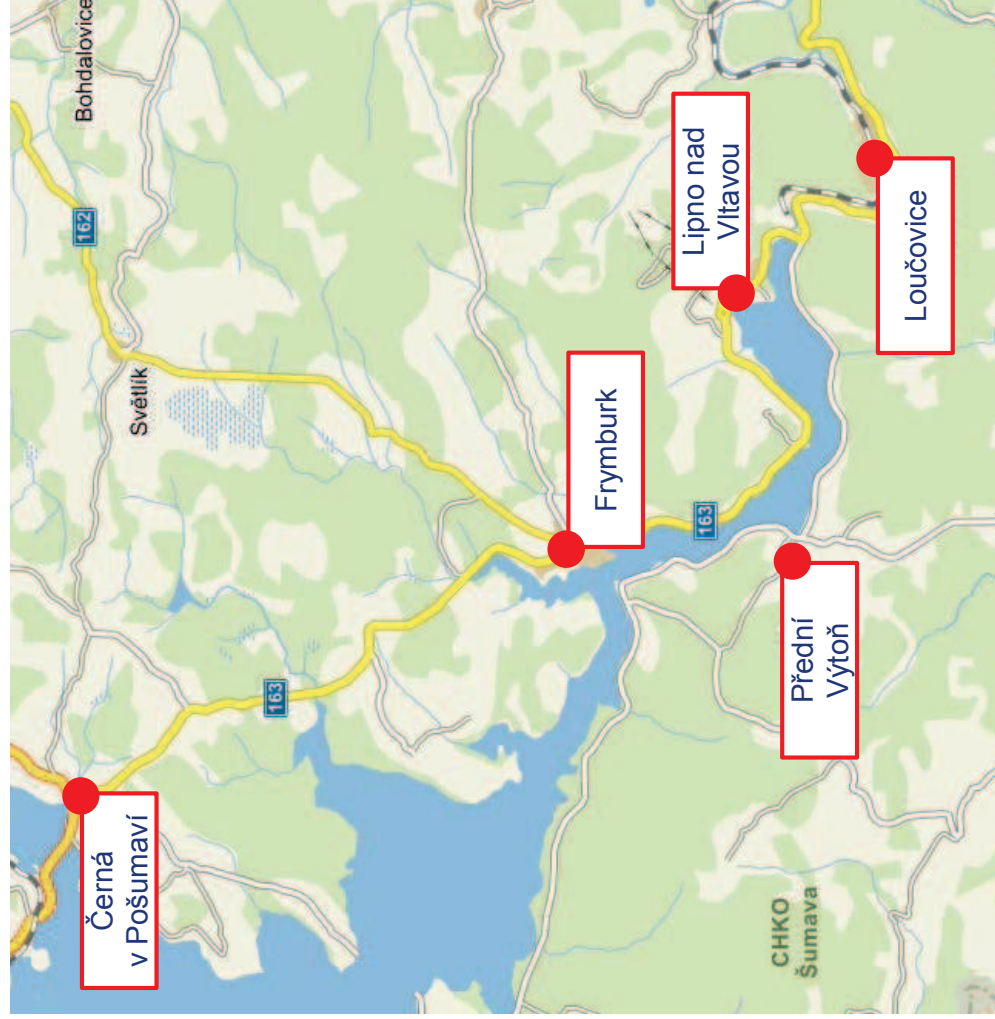 Černá
v Pošumaví
162
Bohdalovice
Světlík
163
Frymburk
163
Lipno nad
Vltavou
Přední
Výtoň
CHKO
Šumava
Loučovice